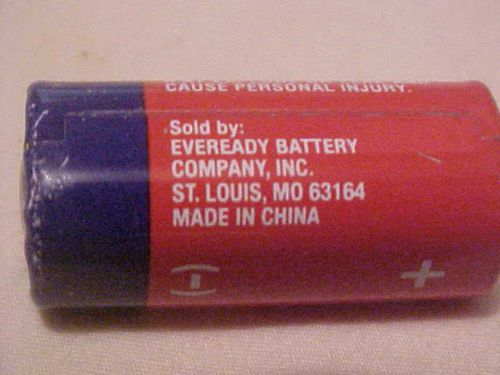 CAUSE PERSONAL INJURY.
Sold by:
EVEREADY BATTERY
COMPANY, INC.
ST. LOUIS, MO 63164
MADE IN CHINA
+